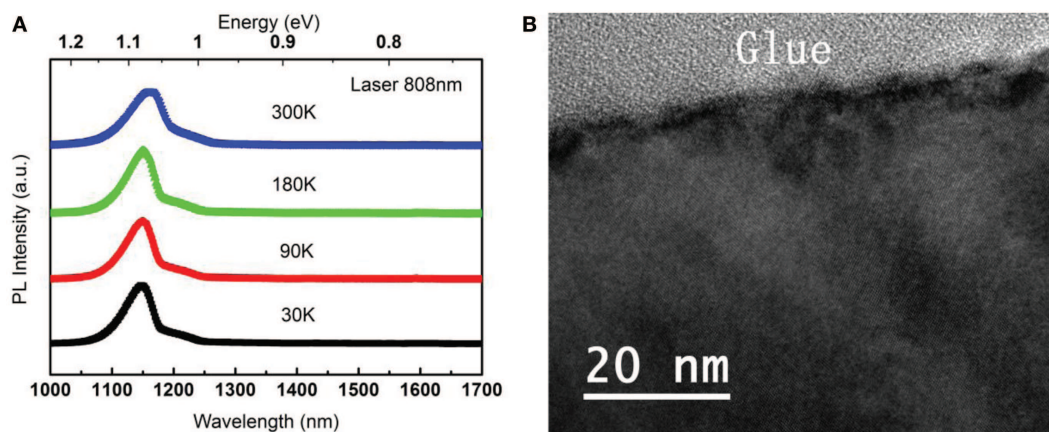 A
Energy (eV)
1.2 1.1 1 0.9 0.8
Laser 808nm
300K
180K
90K
30K
PL Intensity (a.u.)
1000 1100 1200 1300 1400 1500 1600 1700
Wavelength (nm)
B
Glue
20 nm